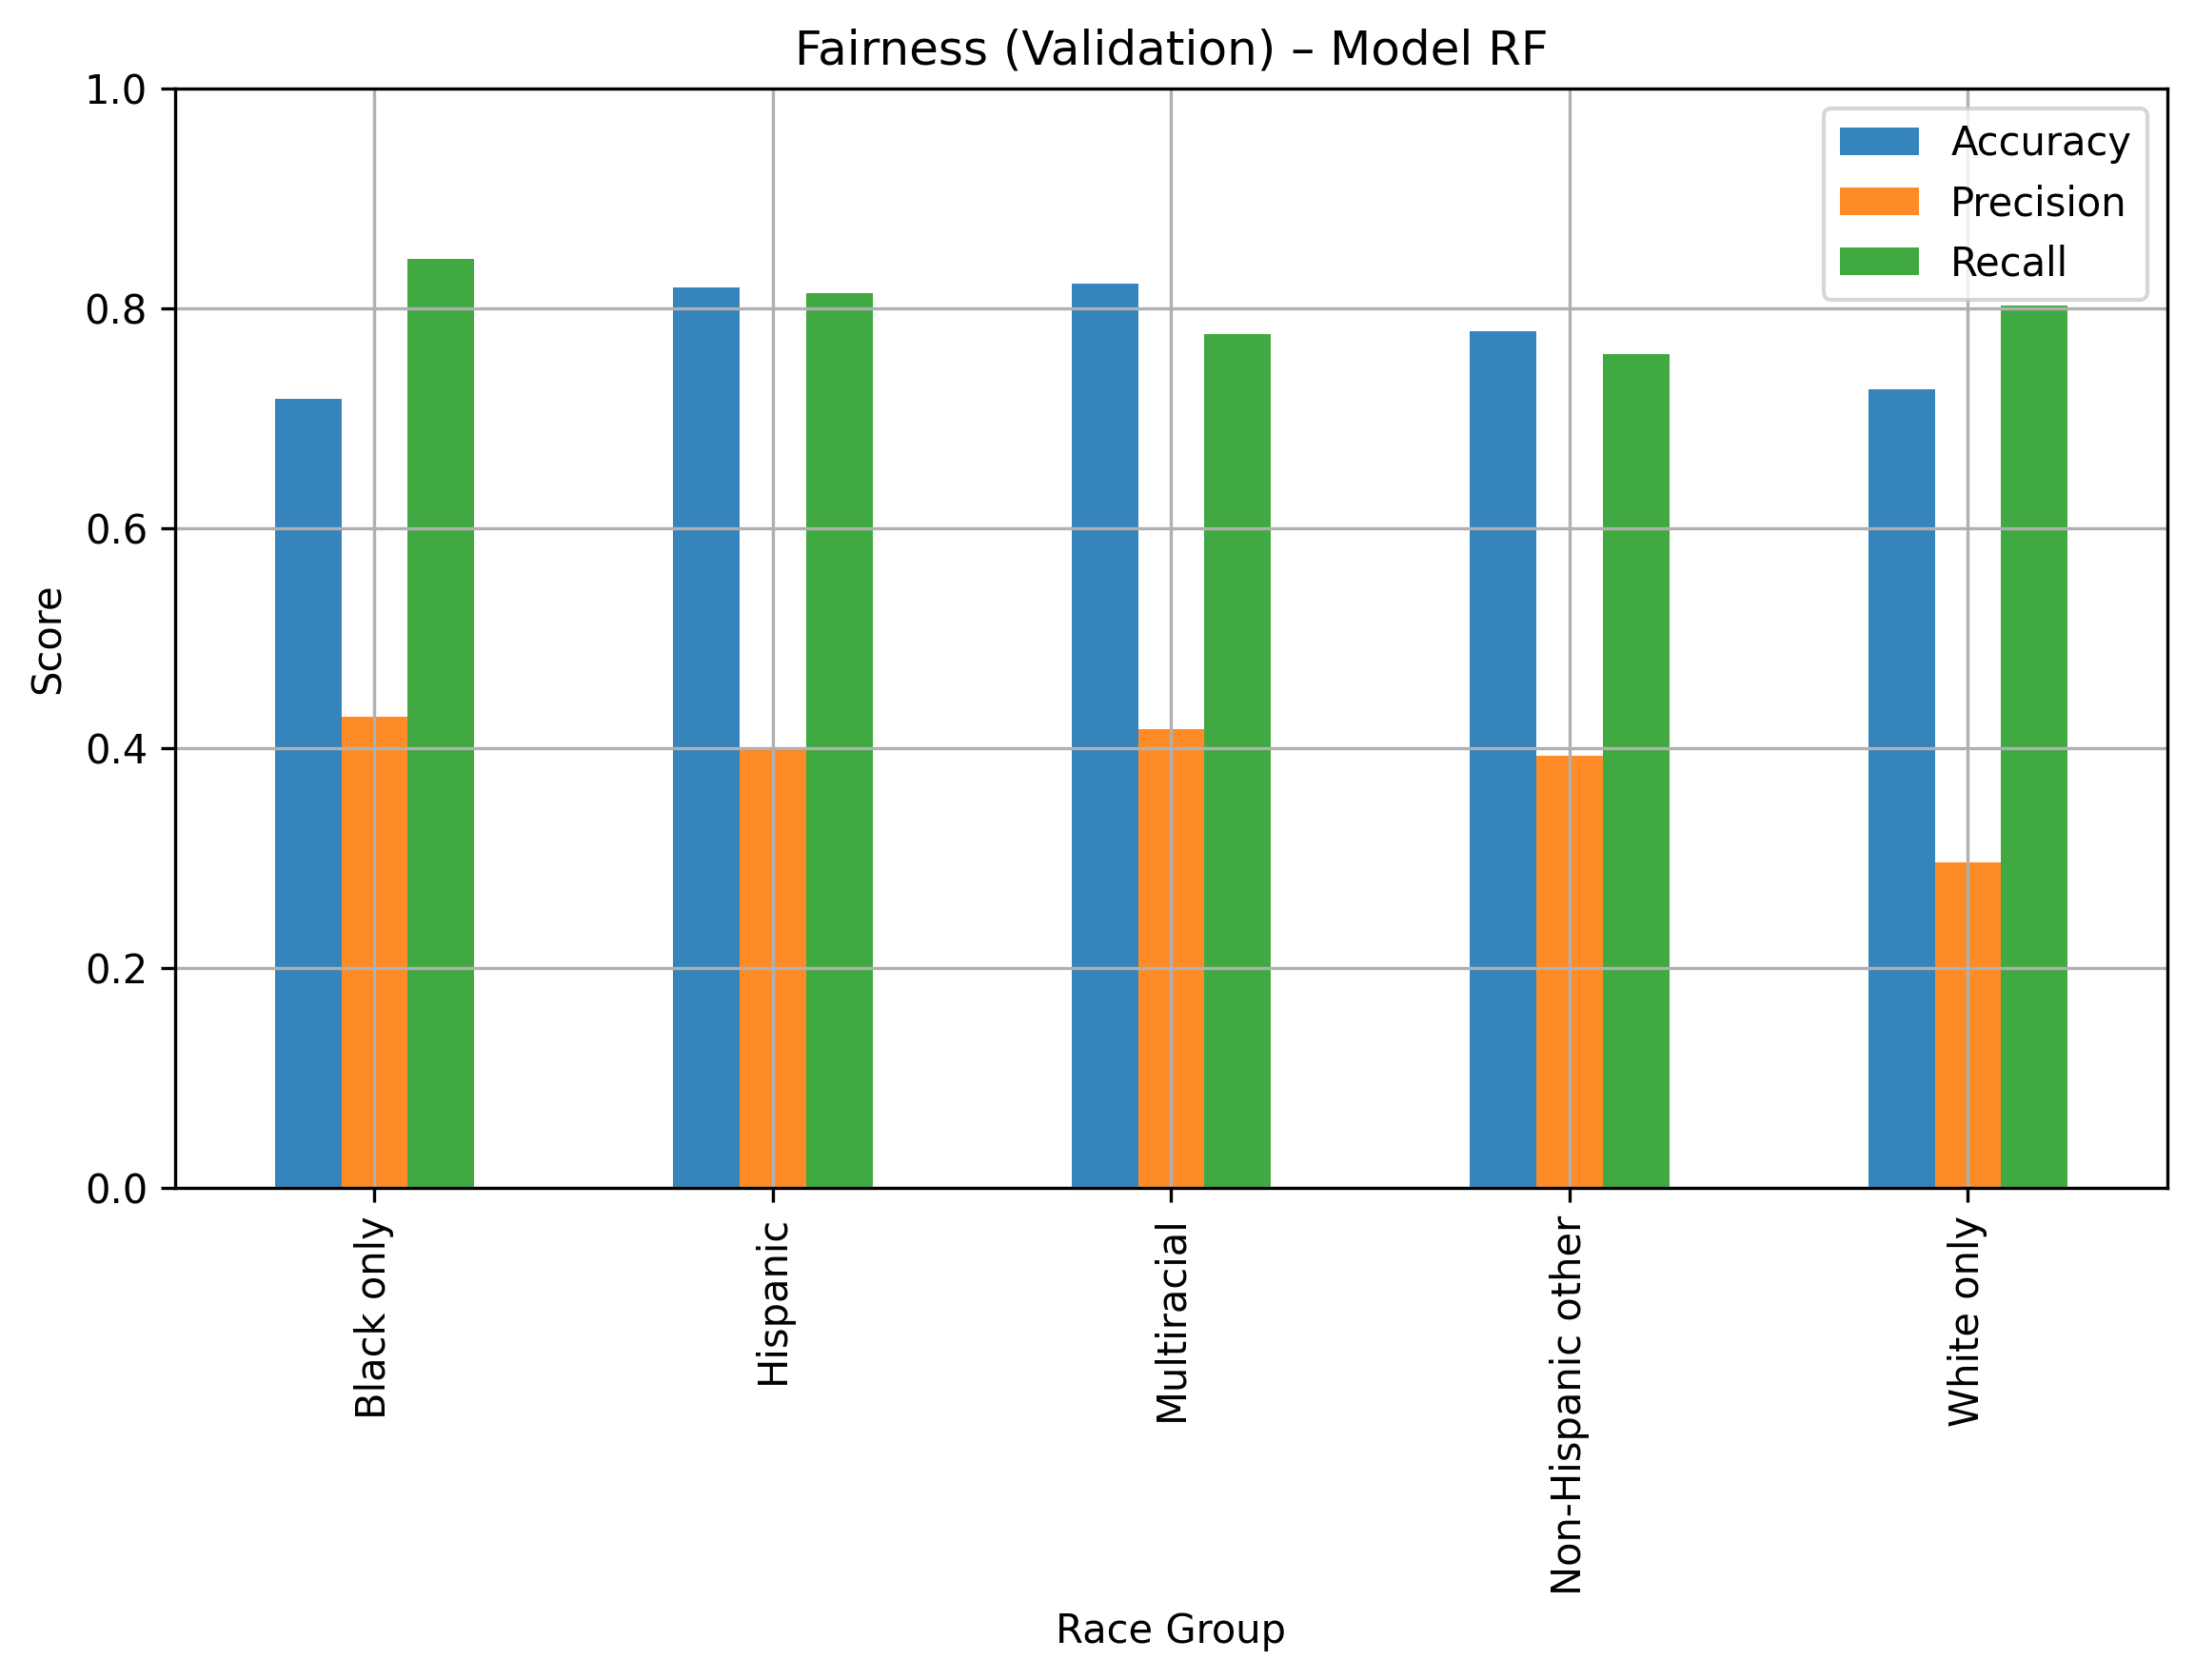 Fairness (Validation) – Model RF
1.0
0.8
0.6
0.4
0.2
0.0
Score
Accuracy
Precision
Recall
Black only
Hispanic
Multiracial
Non-Hispanic other
White only
Race Group